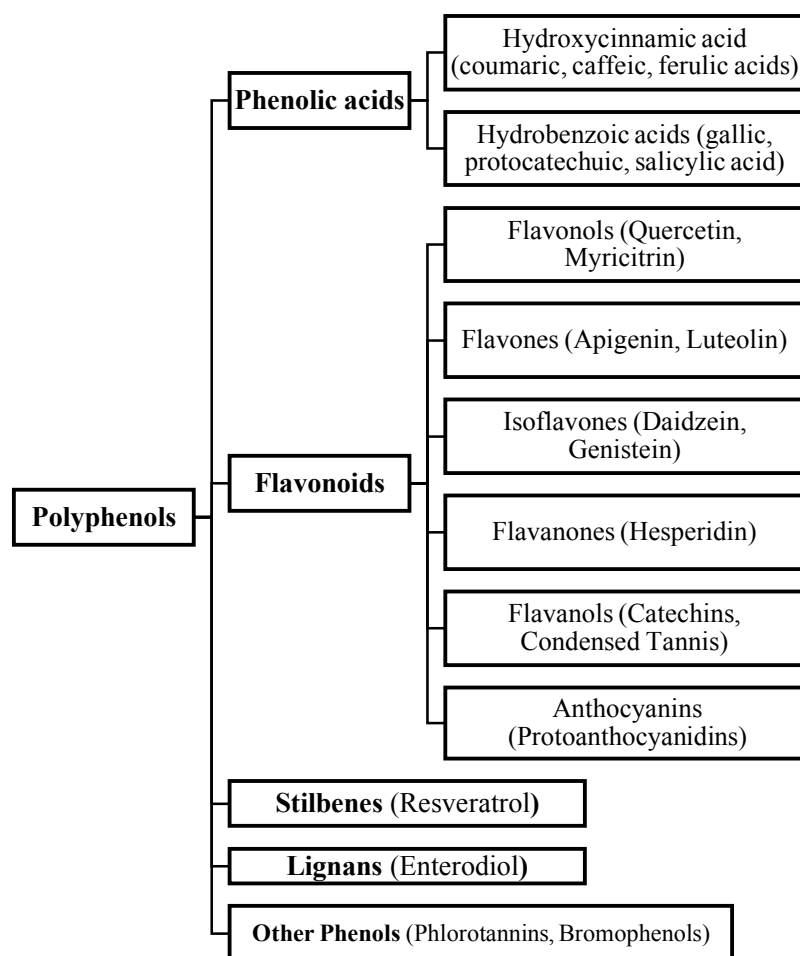 Polyphenols
Phenolic acids
Hydroxycinnamic acid
(coumaric, caffeic, ferulic acids)
Hydrobenzoic acids (gallic,
protocatechuic, salicylic acid)
Flavonoids
Flavonols (Quercetin,
Myricitrin)
Flavones (Apigenin, Luteolin)
Isoflavones (Daidzein,
Genistein)
Flavanones (Hesperidin)
Flavanols (Catechins,
Condensed Tannis)
Anthocyanins
(Protoanthocyanidins)
Stilbenes (Resveratrol)
Lignans (Enterodiol)
Other Phenols (Phlorotannins, Bromophenols)